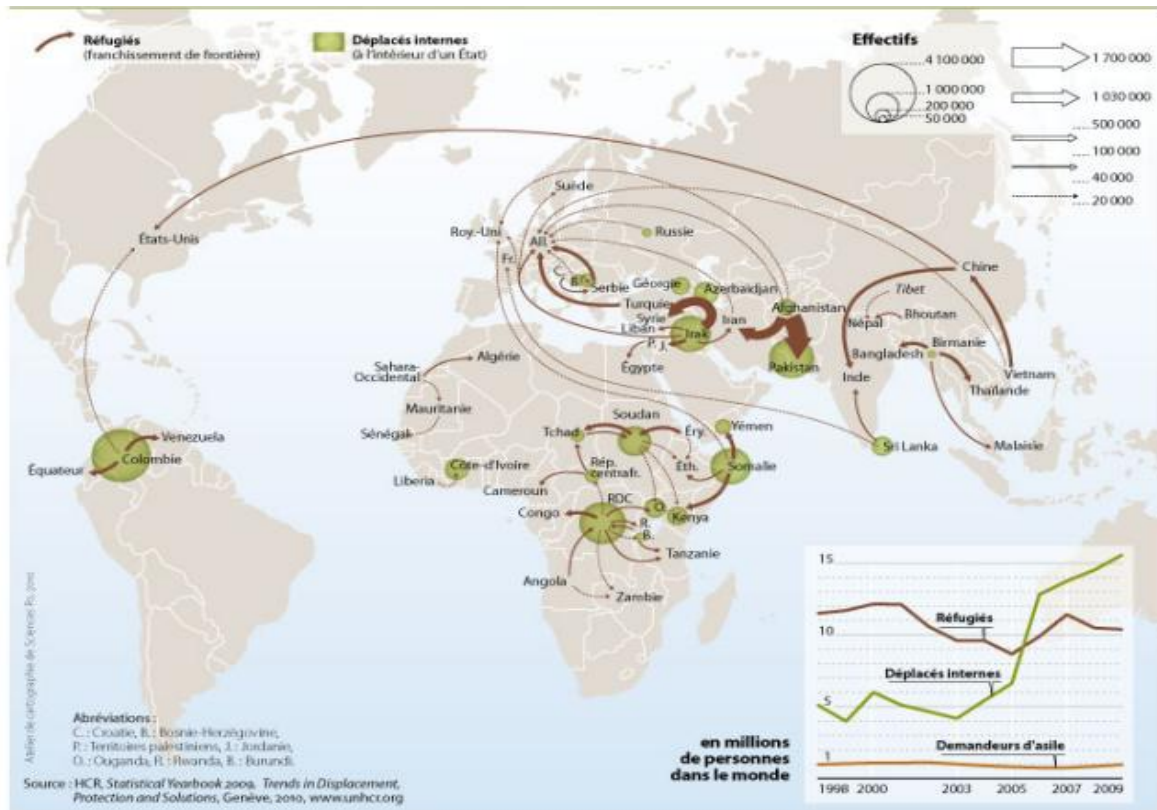 Réfugiés
(franchissement de frontière)
Déplacés internes
(à l'intérieur d'un État)
Effectifs
4 100 000
1 000 000
200 000
50 000
1 700 000
1 030 000
500 000
100 000
40 000
20 000
Suède
Roy.-Uni
All.
Russie
États-Unis
Fr.
C.
B.
Serbie
Géorgie
Azerbaïdjan
Chine
Turquie
Syrie
Liban
Irak
Iran
Afghanistan
Tibet
Népal
Bhoutan
P.
J.
Pakistan
Bangladesh
Birmanie
Algérie
Égypte
Inde
Vietnam
Thaïlande
Sahara-
Occidental
Mauritanie
Soudan
Sénégal
Tchad
Éry.
Yémen
Venezuela
Colombie
Équateur
Côte-d'Ivoire
Liberia
Rép.
centrafr.
Éth.
Somalie
Sri Lanka
Malaisie
Cameroun
RDC
Congo
O.
Kenya
R.
B.
Tanzanie
Angola
Zambie
15
10
5
1
Réfugiés
Déplacés internes
Demandeurs d'asile
1998 2000 2003 2005 2007 2009
en millions
de personnes
dans le monde
Atelier de cartographie de Sciences Po, 2010
Abréviations :
C. : Croatie, B. : Bosnie-Herzégovine,
P. : Territoires palestiniens, J. : Jordanie,
O. : Ouganda, R. : Rwanda, B. : Burundi.
Source : HCR, Statistical Yearbook 2009, Trends in Displacement,
Protection and Solutions, Genève, 2010, www.unhcr.org